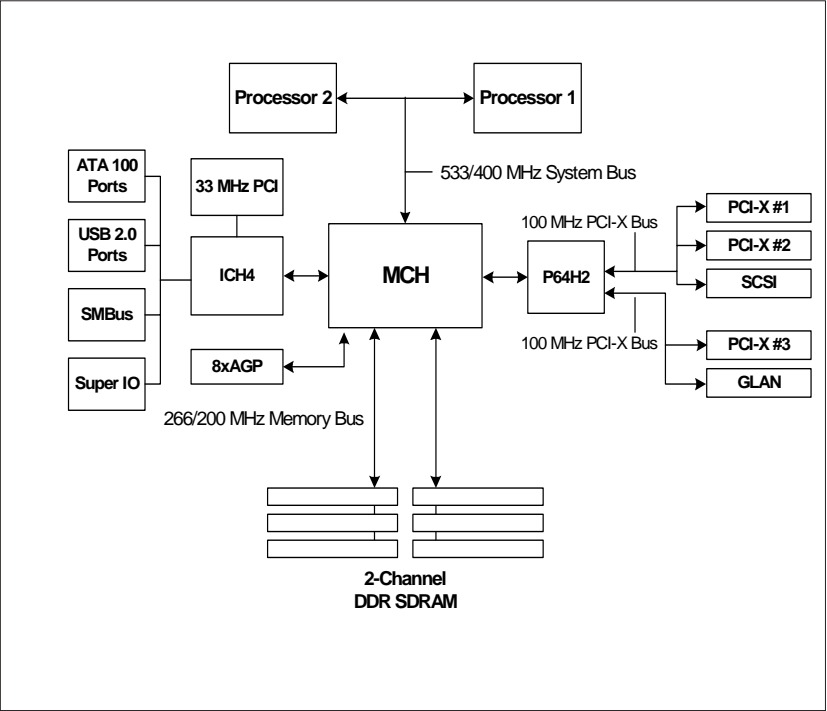 Processor 2
Processor 1
533/400 MHz System Bus
ATA 100
Ports
33 MHz PCI
USB 2.0
Ports
ICH4
SMBus
Super IO
8xAGP
MCH
100 MHz PCI-X Bus
P64H2
100 MHz PCI-X Bus
PCI-X #1
PCI-X #2
SCSI
PCI-X #3
GLAN
266/200 MHz Memory Bus
2-Channel
DDR SDRAM